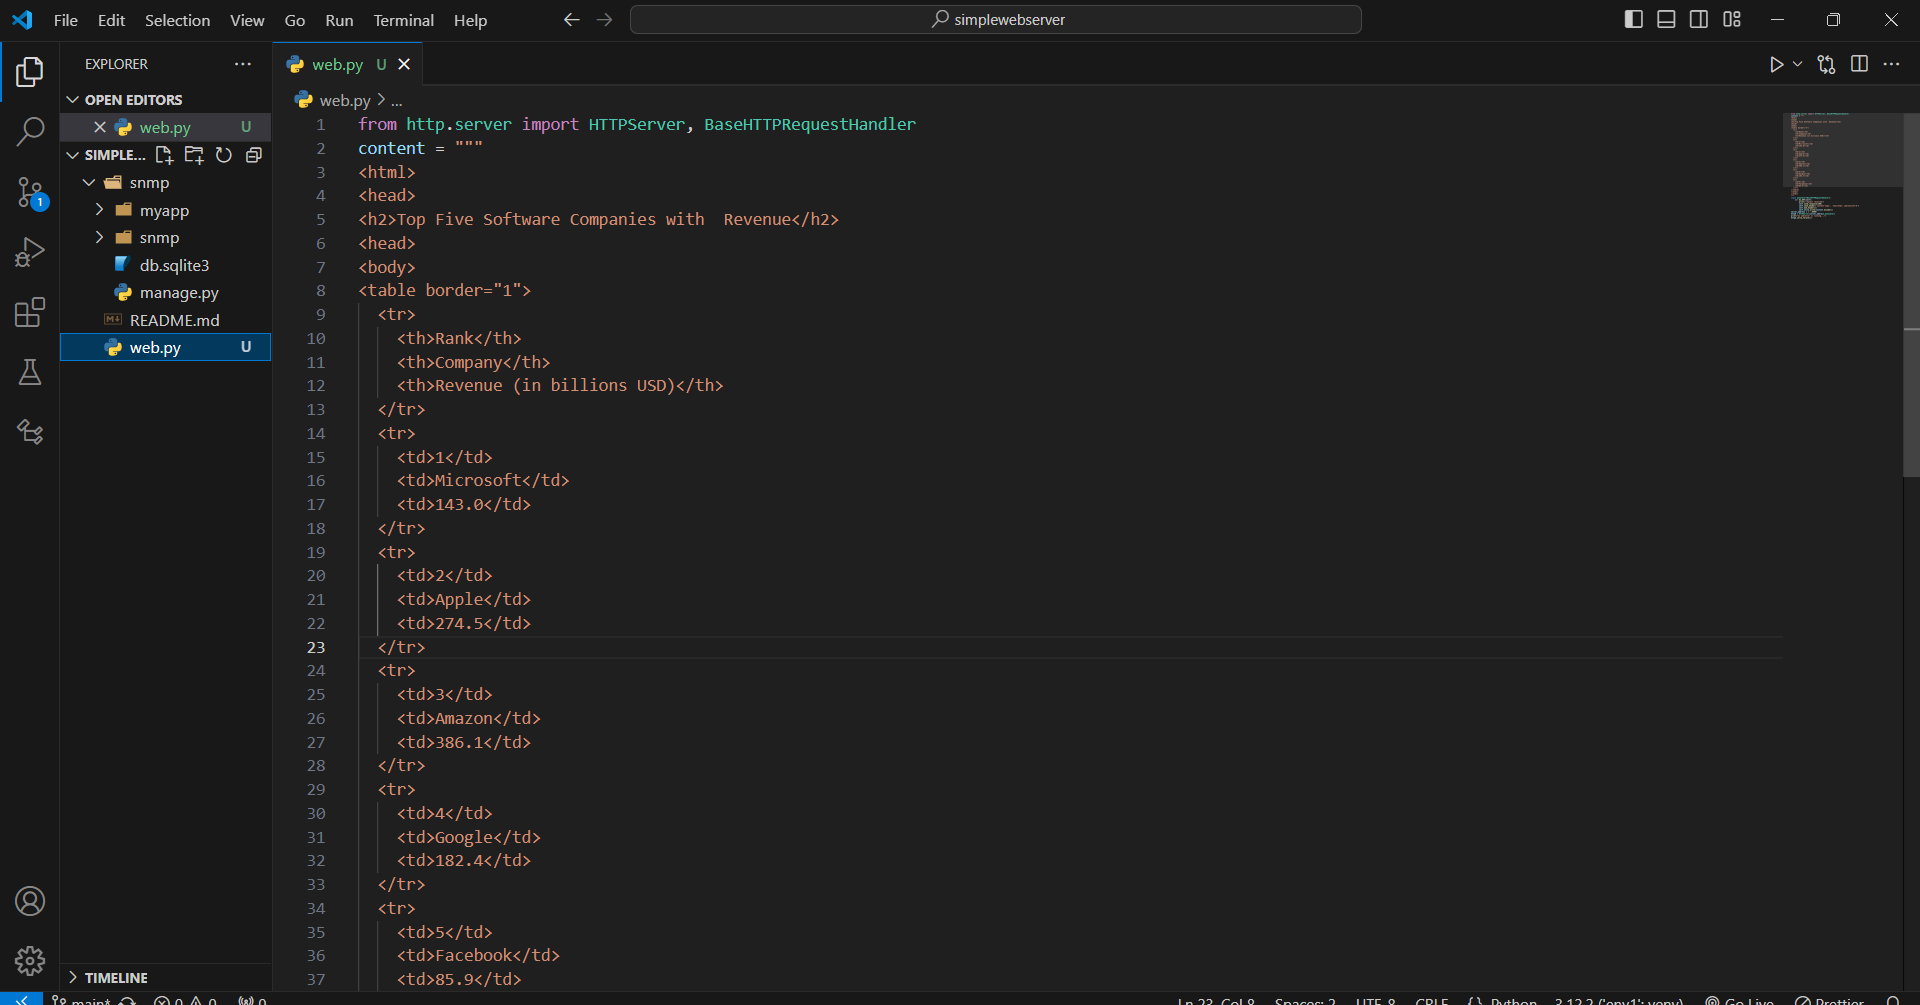 File Edit Selection View Go Run Terminal Help
simplewebserver
EXPLORER
OPEN EDITORS
web.py U
SIMPLE...
snmp
myapp
snmp
db.sqlite3
manage.py
README.md
web.py U
TIMELINE
web.py U
web.py > ...
1 from http.server import HTTPServer, BaseHTTPRequestHandler
2 content = """
3 <html>
4 <head>
5 <h2>Top Five Software Companies with  Revenue</h2>
6 <head>
7 <body>
8 <table border="1">
9   <tr>
10     <th>Rank</th>
11     <th>Company</th>
12     <th>Revenue (in billions USD)</th>
13   </tr>
14   <tr>
15     <td>1</td>
16     <td>Microsoft</td>
17     <td>143.0</td>
18   </tr>
19   <tr>
20     <td>2</td>
21     <td>Apple</td>
22     <td>274.5</td>
23   </tr>
24   <tr>
25     <td>3</td>
26     <td>Amazon</td>
27     <td>386.1</td>
28   </tr>
29   <tr>
30     <td>4</td>
31     <td>Google</td>
32     <td>182.4</td>
33   </tr>
34   <tr>
35     <td>5</td>
36     <td>Facebook</td>
37     <td>85.9</td>
main* 0 0 0 Ln 23, Col 8 Spaces: 2 UTF-8 CRLF {} Python 3.12.2 ('env1': venv) Go Live Prettier